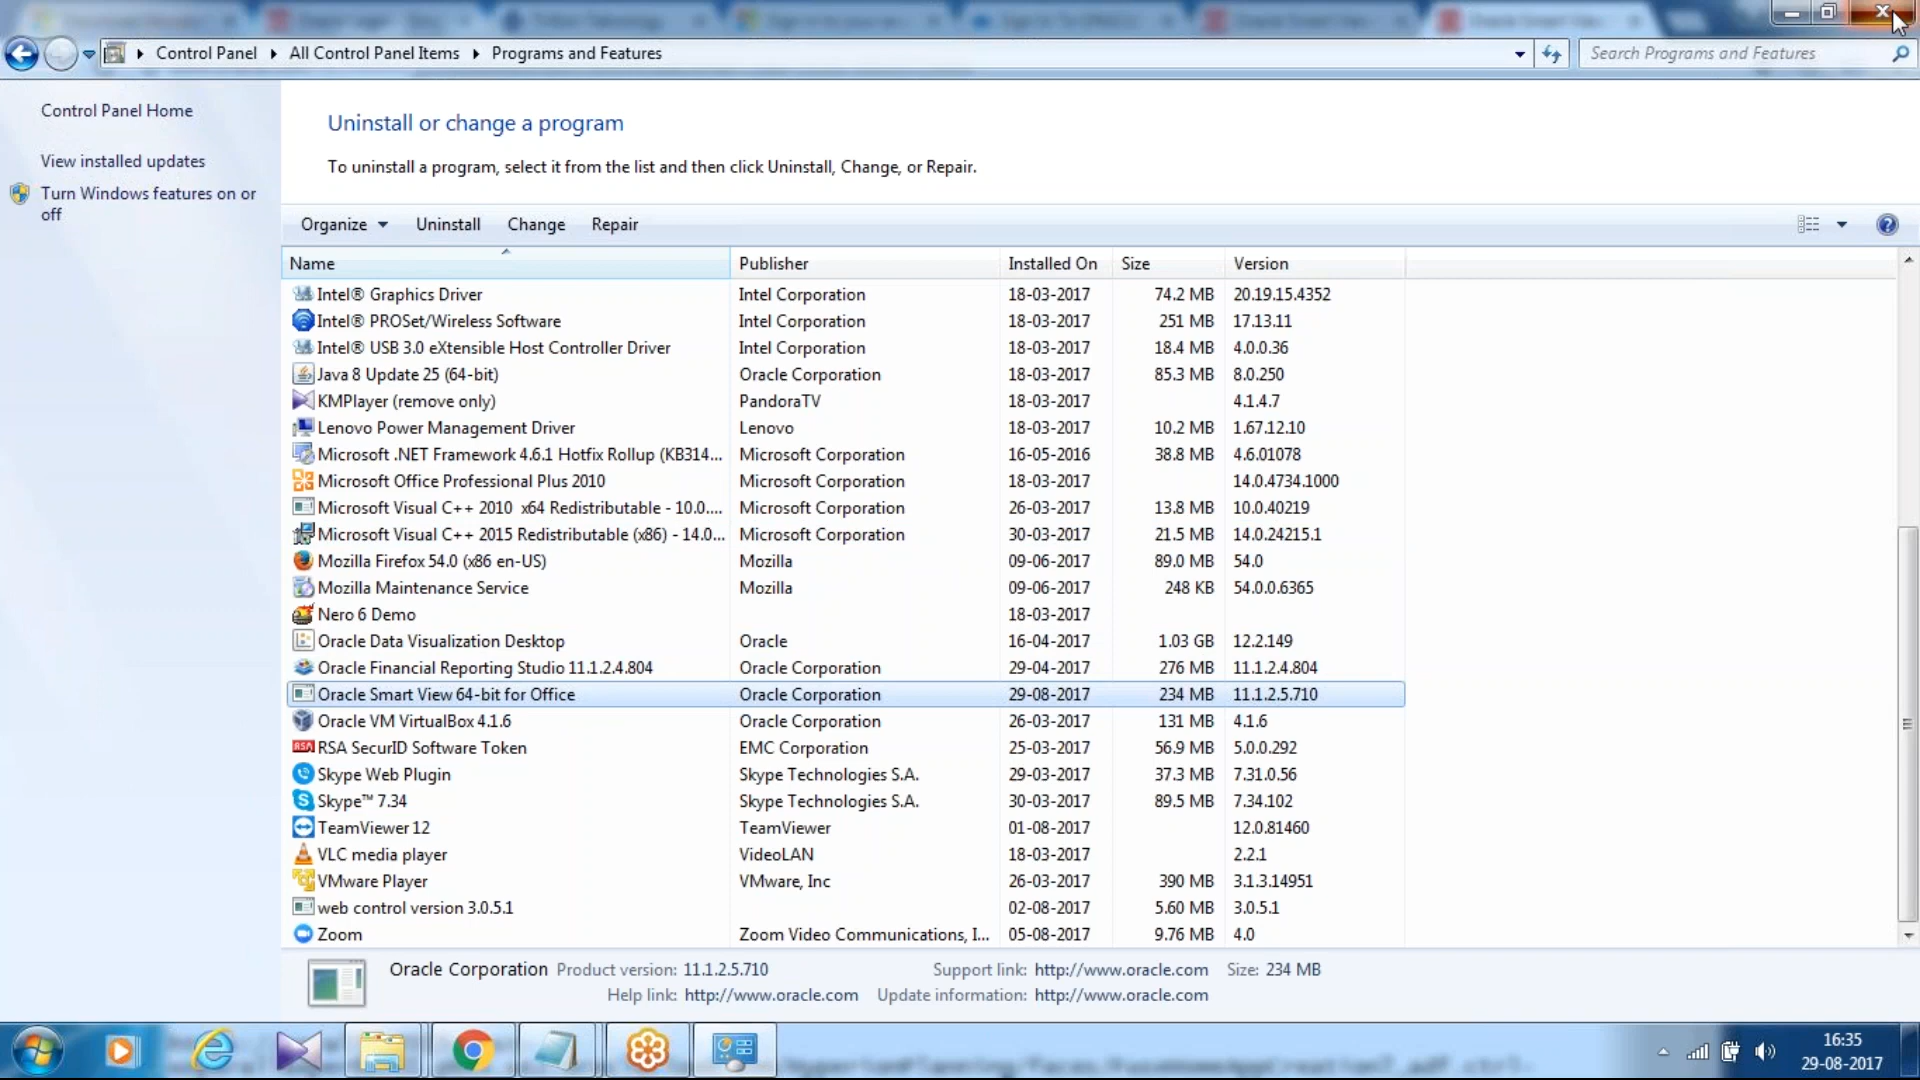 Control Panel
All Control Panel Items
Programs and Features
Search Programs and Features
Control Panel Home
View installed updates
Turn Windows features on or
off
Uninstall or change a program
To uninstall a program, select it from the list and then click Uninstall, Change, or Repair.
Organize Uninstall Change Repair
Name Publisher Installed On Size Version
Intel® Graphics Driver Intel Corporation 18-03-2017 74.2 MB 20.19.15.4352
Intel® PROSet/Wireless Software Intel Corporation 18-03-2017 251 MB 17.13.11
Intel® USB 3.0 eXtensible Host Controller Driver Intel Corporation 18-03-2017 18.4 MB 4.0.0.36
Java 8 Update 25 (64-bit) Oracle Corporation 18-03-2017 85.3 MB 8.0.250
KMPlayer (remove only) PandoraTV 18-03-2017 4.1.4.7
Lenovo Power Management Driver Lenovo 18-03-2017 10.2 MB 1.67.12.10
Microsoft .NET Framework 4.6.1 Hotfix Rollup (KB314... Microsoft Corporation 16-05-2016 38.8 MB 4.6.01078
Microsoft Office Professional Plus 2010 Microsoft Corporation 18-03-2017 14.0.4734.1000
Microsoft Visual C++ 2010 x64 Redistributable - 10.0.... Microsoft Corporation 26-03-2017 13.8 MB 10.0.40219
Microsoft Visual C++ 2015 Redistributable (x86) - 14.0... Microsoft Corporation 30-03-2017 21.5 MB 14.0.24215.1
Mozilla Firefox 54.0 (x86 en-US) Mozilla 09-06-2017 89.0 MB 54.0
Mozilla Maintenance Service Mozilla 09-06-2017 248 KB 54.0.0.6365
Nero 6 Demo 18-03-2017
Oracle Data Visualization Desktop Oracle 16-04-2017 1.03 GB 12.2.149
Oracle Financial Reporting Studio 11.1.2.4.804 Oracle Corporation 29-04-2017 276 MB 11.1.2.4.804
Oracle Smart View 64-bit for Office Oracle Corporation 29-08-2017 234 MB 11.1.2.5.710
Oracle VM VirtualBox 4.1.6 Oracle Corporation 26-03-2017 131 MB 4.1.6
RSA SecurID Software Token EMC Corporation 25-03-2017 56.9 MB 5.0.0.292
Skype Web Plugin Skype Technologies S.A. 29-03-2017 37.3 MB 7.31.0.56
Skype™ 7.34 Skype Technologies S.A. 30-03-2017 89.5 MB 7.34.102
TeamViewer 12 TeamViewer 01-08-2017 12.0.81460
VLC media player VideoLAN 18-03-2017 2.2.1
VMware Player VMware, Inc 26-03-2017 390 MB 3.1.3.14951
web control version 3.0.5.1 02-08-2017 5.60 MB 3.0.5.1
Zoom Zoom Video Communications, I... 05-08-2017 9.76 MB 4.0
Oracle Corporation Product version: 11.1.2.5.710 Support link: http://www.oracle.com Size: 234 MB
Help link: http://www.oracle.com Update information: http://www.oracle.com
16:35
29-08-2017